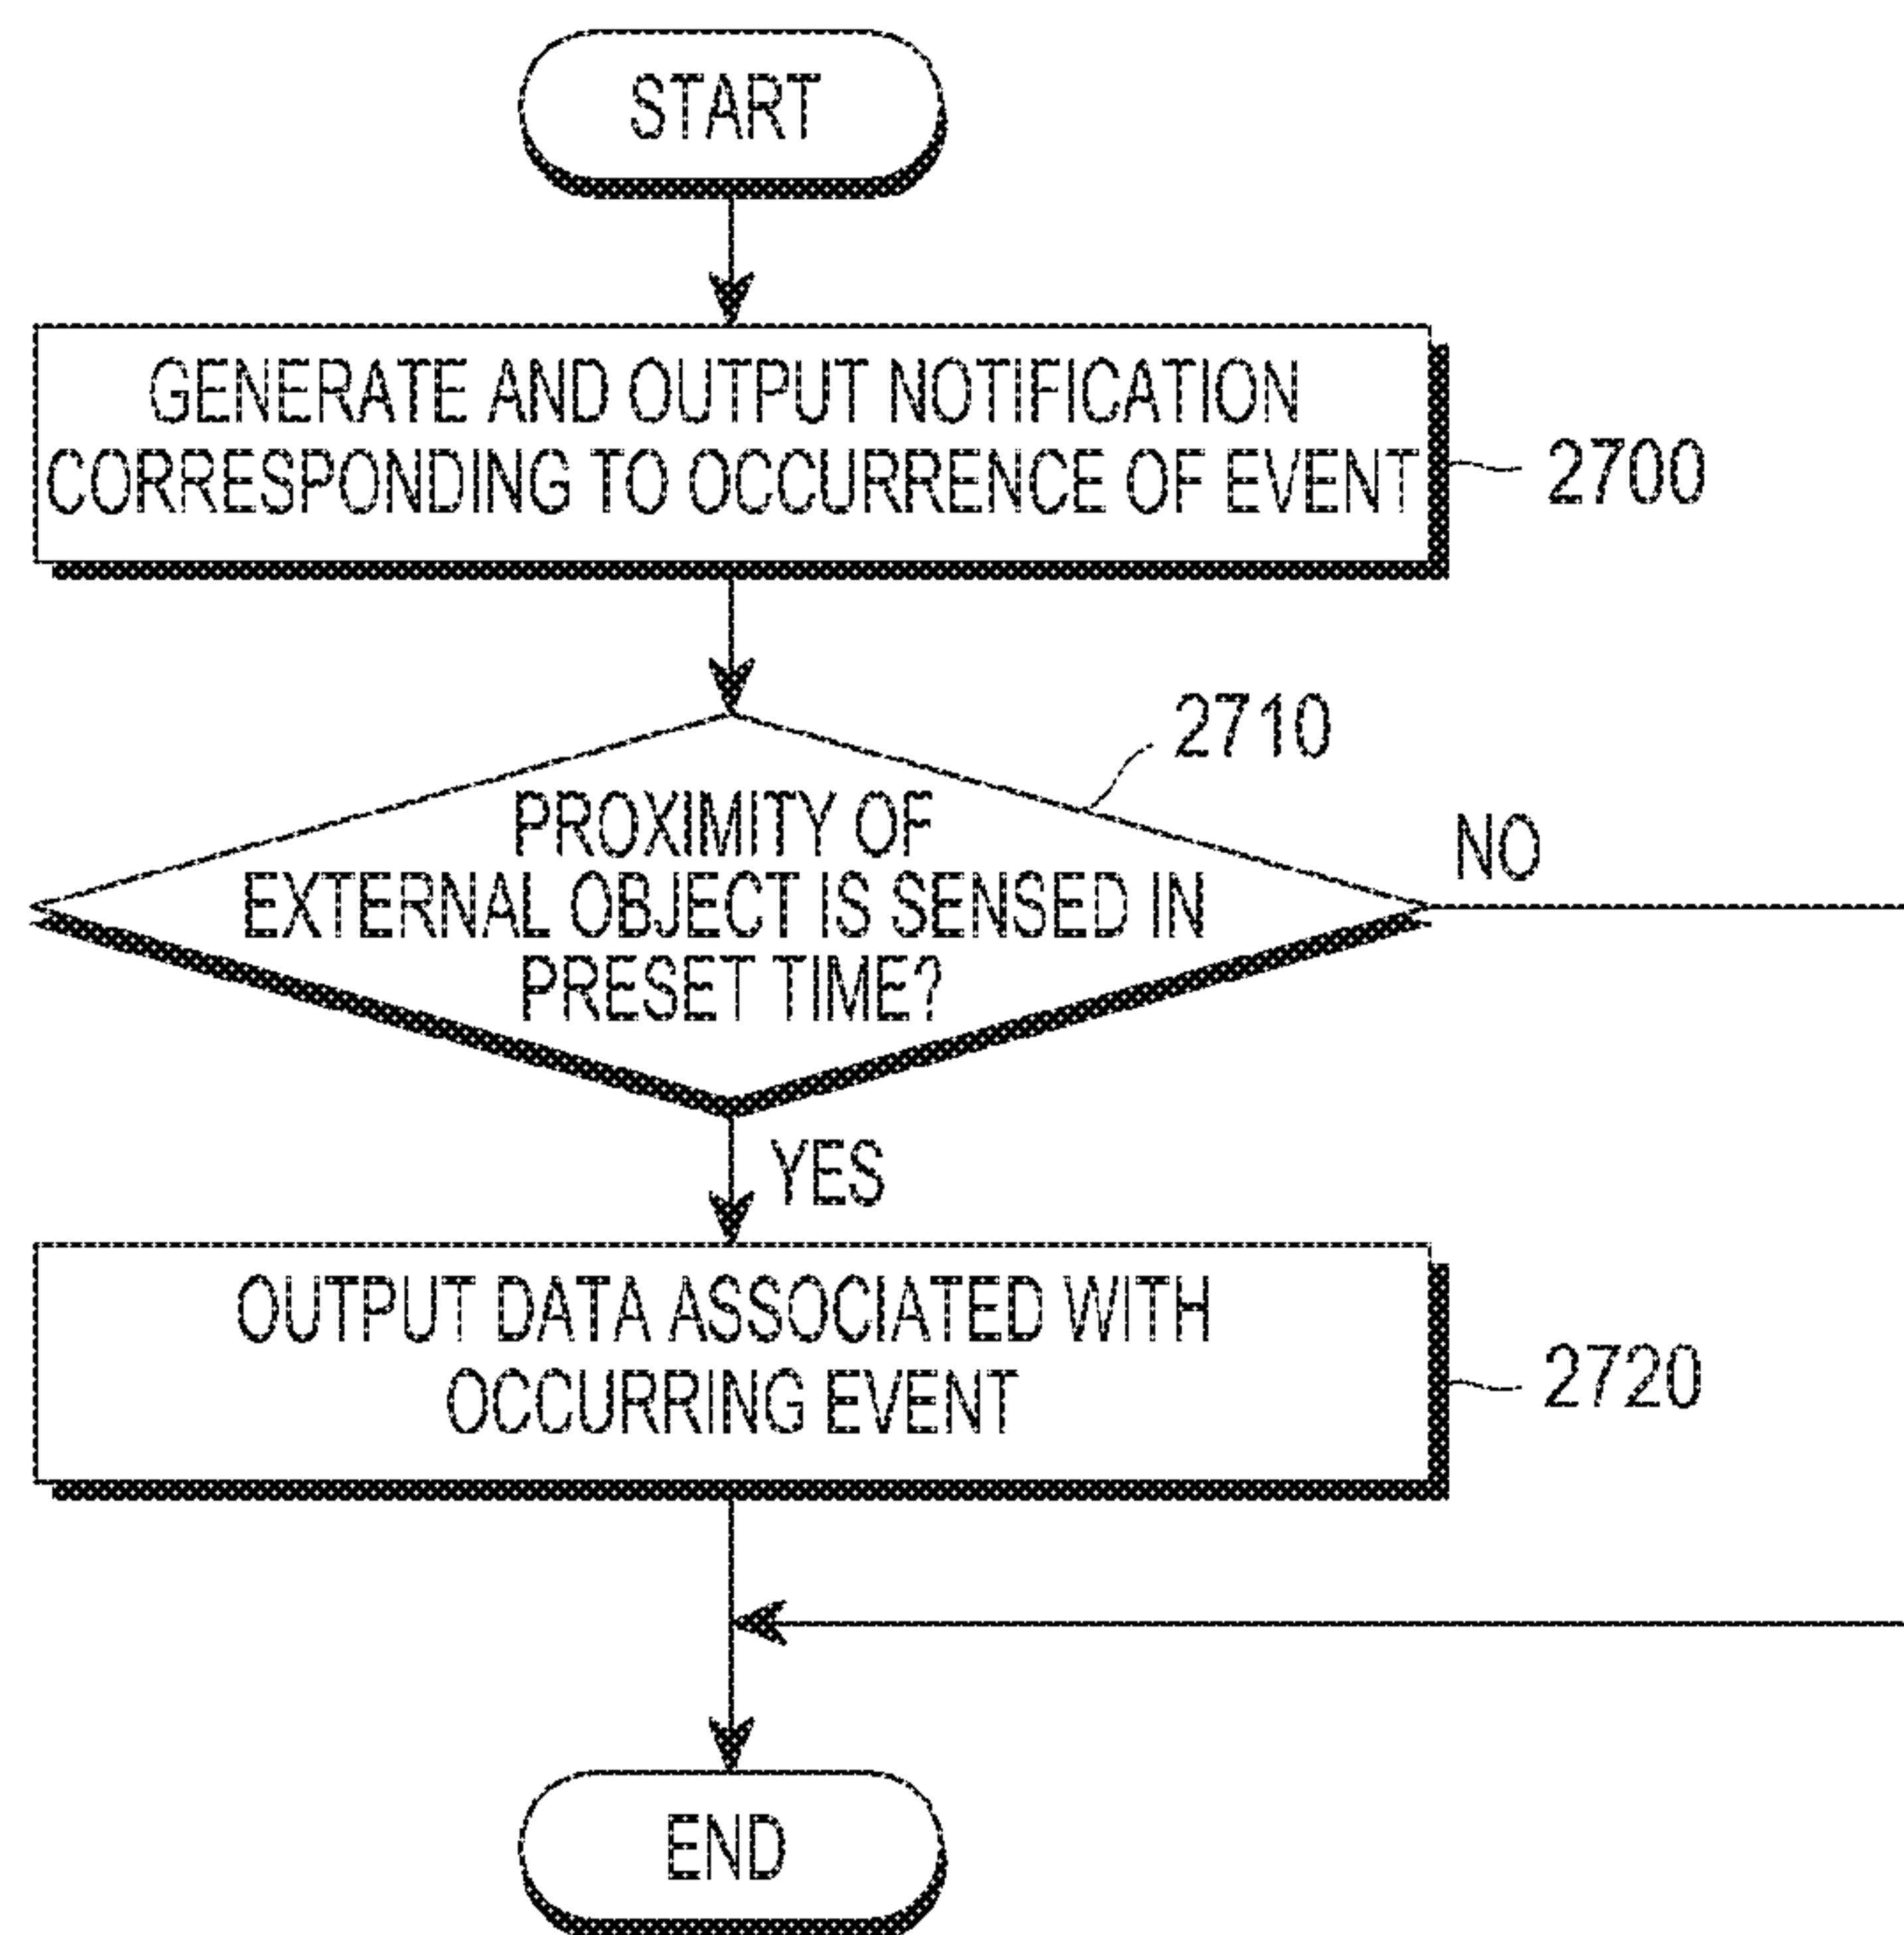 START
GENERATE AND OUTPUT NOTIFICATION
CORRESPONDING TO OCCURRENCE OF EVENT
2700
2710
PROXIMITY OF
EXTERNAL OBJECT IS SENSED IN
PRESET TIME?
NO
YES
OUTPUT DATA ASSOCIATED WITH
OCCURRING EVENT
2720
END